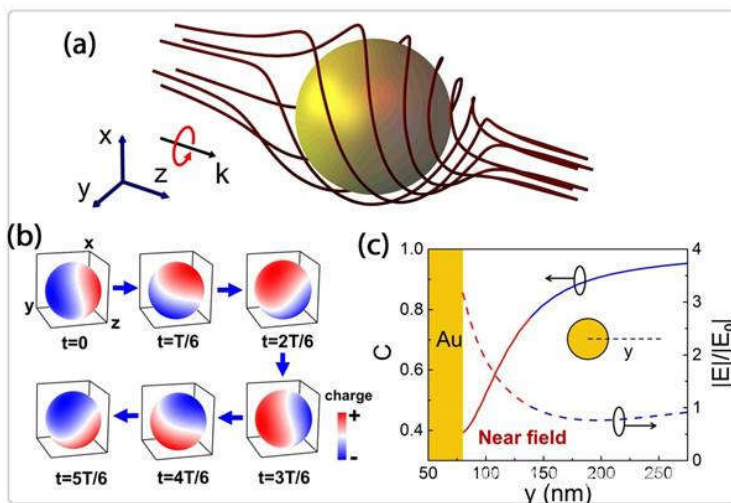 (a)
x
y
z
k
(b)
x
y
z
t=0
t=T/6
t=2T/6
t=5T/6
t=4T/6
t=3T/6
charge
+
-
(c)
1.0
0.8
0.6
0.4
C
Au
y
Near field
4
3
2
1
0
|E|/|E₀|
50 100 150 200 250
y (nm)